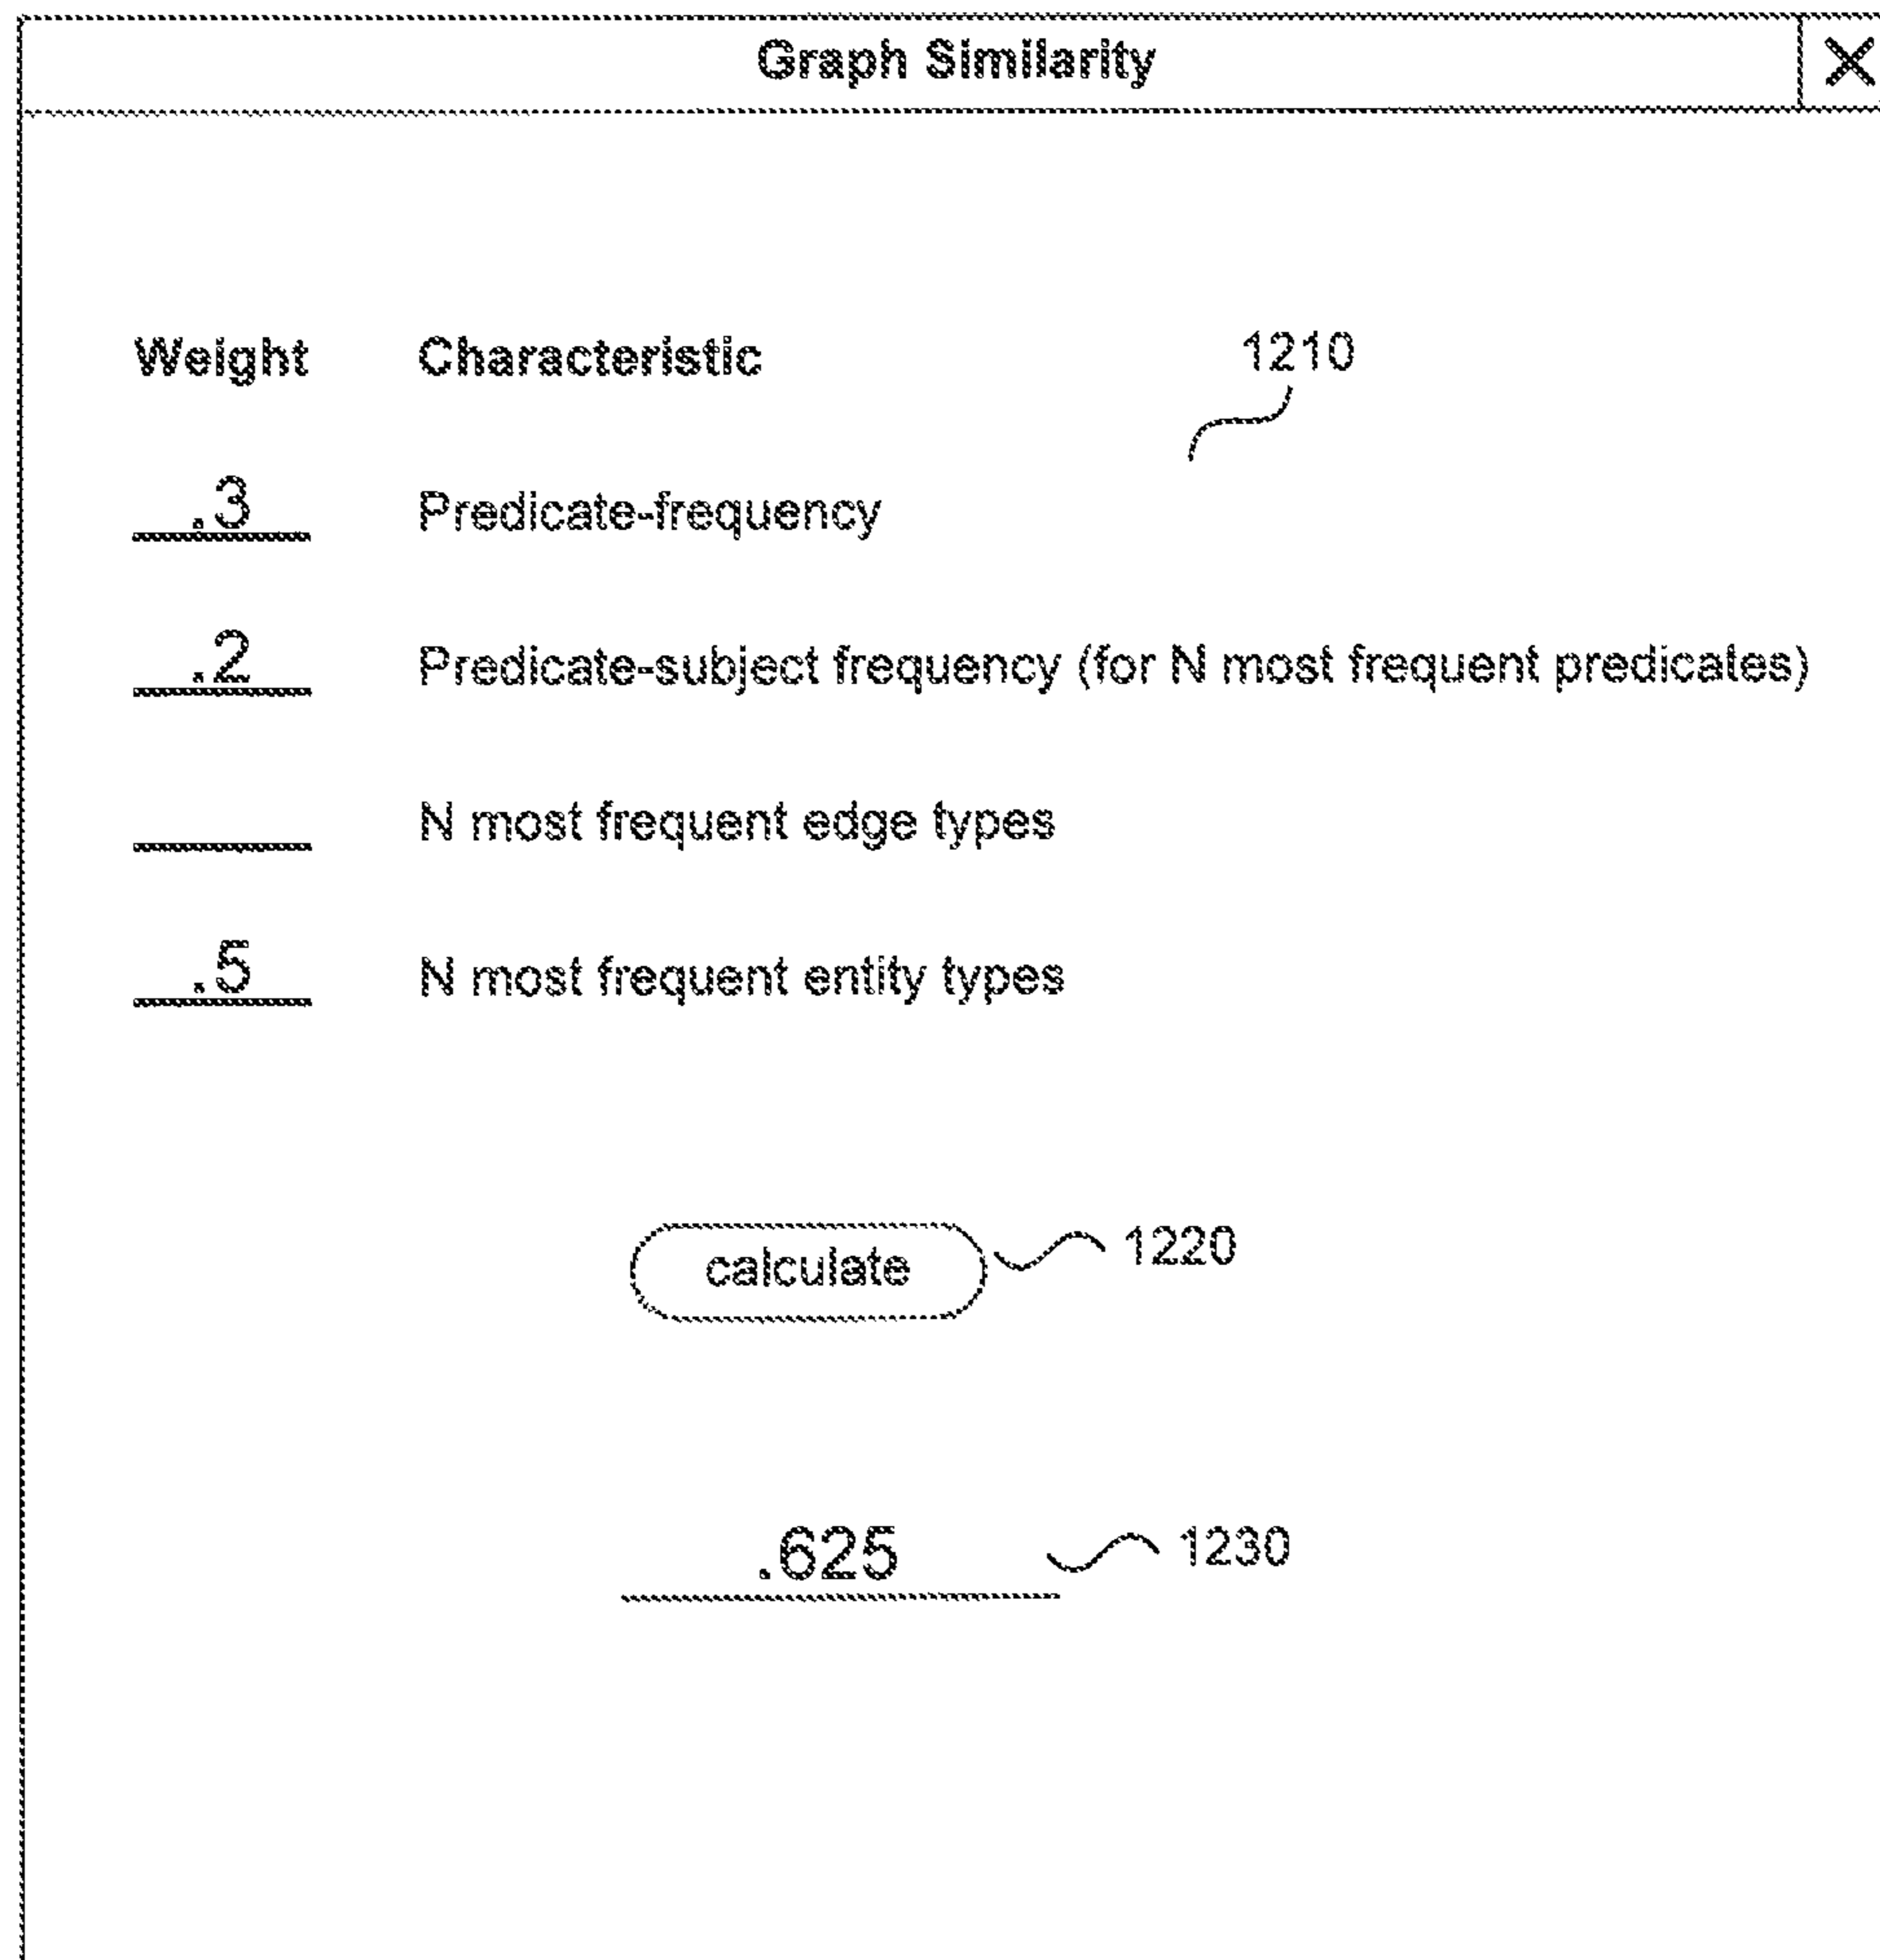 Graph Similarity X
Weight Characteristic 1210
.3 Predicate-frequency
.2 Predicate-subject frequency (for N most frequent predicates)
N most frequent edge types
.5 N most frequent entity types
calculate 1220
.625 1230